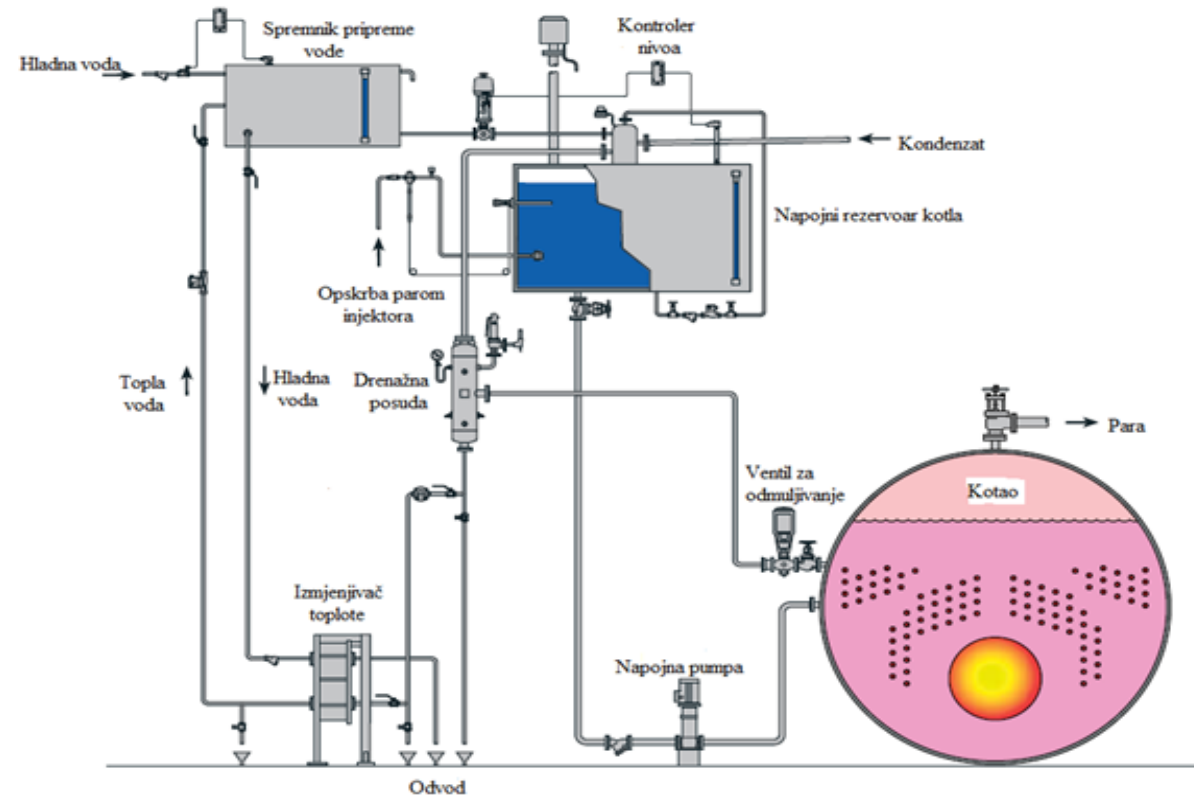 Spremnik pripreme
vode
Kontroler
nivoa
Hladna voda
Kondenzat
Napojni rezervoar kotla
Opskrba parom
injektora
Topla
voda
Hladna
voda
Drenažna
posuda
Para
Ventil za
odmuljivanje
Kotao
Izmjenjivač
toplote
Napojna pumpa
Odvod